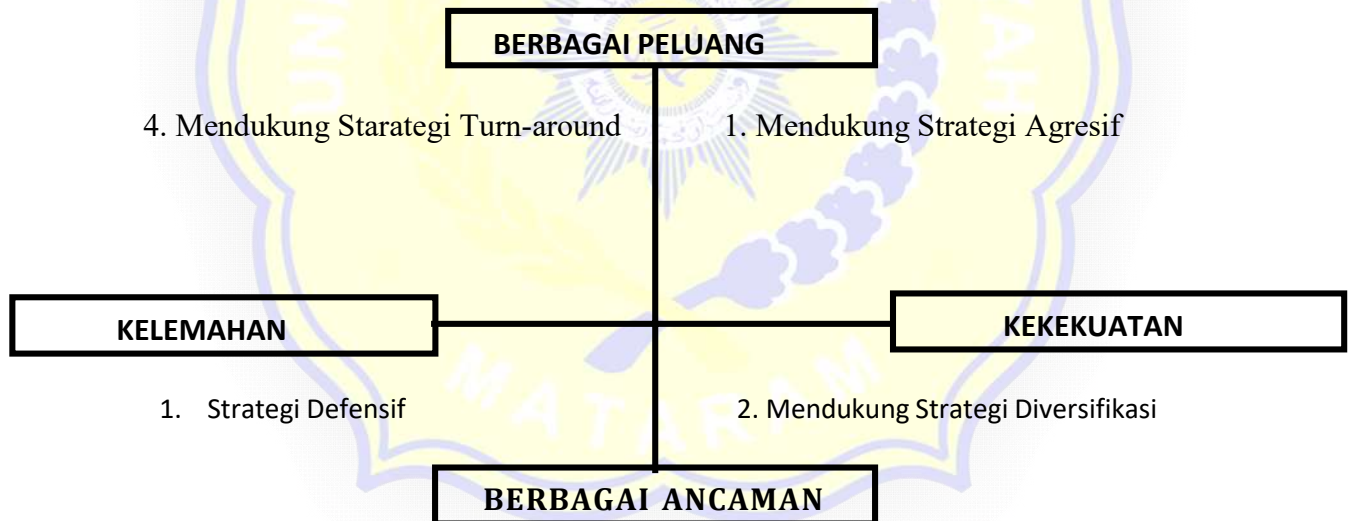 BERBAGAI PELUANG
4. Mendukung Starategi Turn-around
1. Mendukung Strategi Agresif
KELEMAHAN
KEKEKUATAN
1. Strategi Defensif
2. Mendukung Strategi Diversifikasi
BERBAGAI ANCAMAN
MATARAM